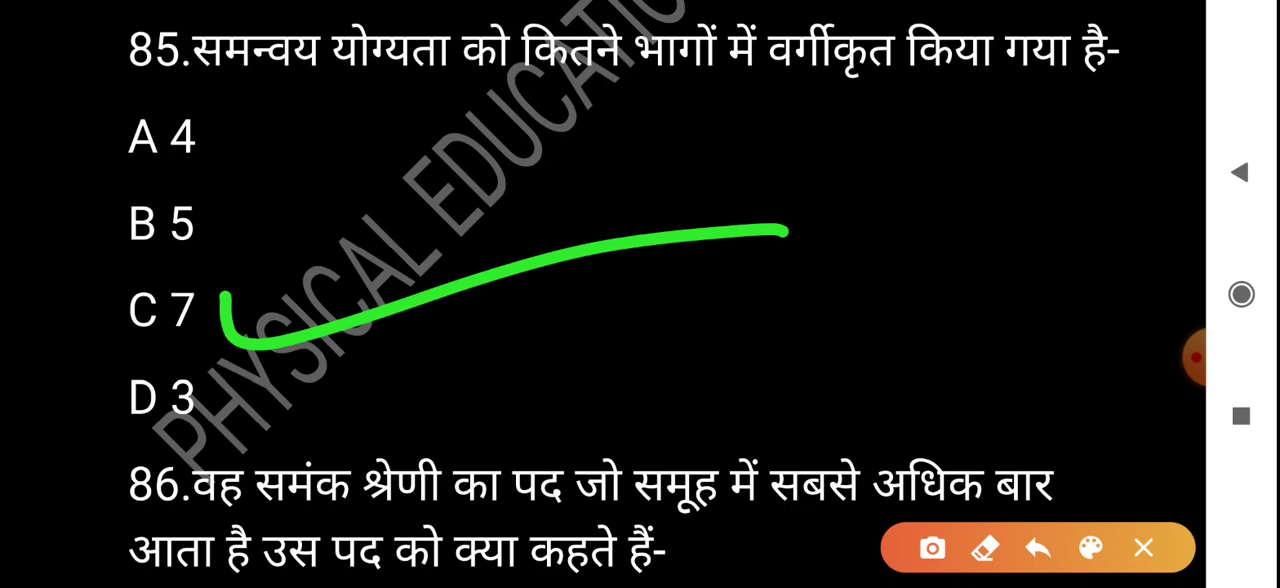 85.समन्वय योग्यता को कितने भागों में वर्गीकृत किया गया है-
A 4
B 5
C 7
D 3
PHYSICAL EDUCATIO
86.वह समंक श्रेणी का पद जो समूह में सबसे अधिक बार
आता है उस पद को क्या कहते हैं-